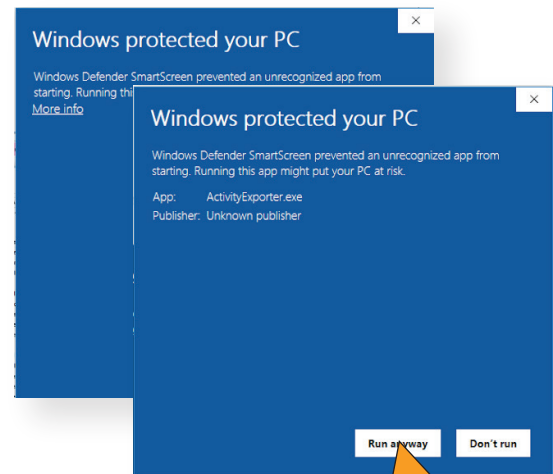 Windows protected your PC
Windows Defender SmartScreen prevented an unrecognized app from
starting. Running
More info
Windows protected your PC
Windows Defender SmartScreen prevented an unrecognized app from
starting. Running this app might put your PC at risk.
App: ActivityExporter.exe
Publisher: Unknown publisher
Run anyway
Don't run